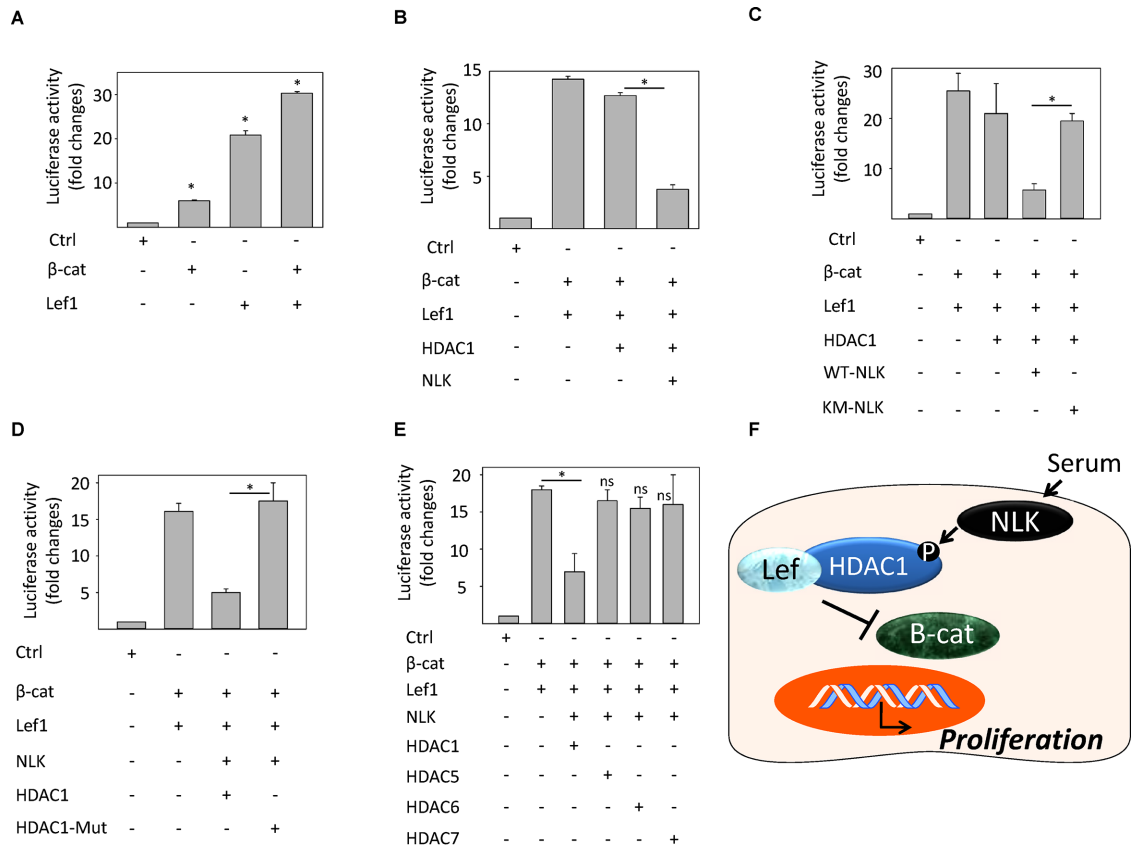 A
Luciferase activity
(fold changes)
30
20
10
* * *
Ctrl + - - -
β-cat - + - +
Lef1 - - + +
B
Luciferase activity
(fold changes)
15
10
5
*
Ctrl + - - -
β-cat - + + +
Lef1 - + + +
HDAC1 - - + +
NLK - - - +
C
Luciferase activity
(fold changes)
30
20
10
*
Ctrl + - - - -
β-cat - + + + +
Lef1 - + + + +
HDAC1 - - + + +
WT-NLK - - - + -
KM-NLK - - - - +
D
Luciferase activity
(fold changes)
20
15
10
5
*
Ctrl + - - -
β-cat - + + +
Lef1 - + + +
NLK - - + +
HDAC1 - - + -
HDAC1-Mut - - - +
E
Luciferase activity
(fold changes)
20
15
10
5
* ns ns ns
Ctrl + - - - - -
β-cat - + + + + +
Lef1 - + + + + +
NLK - - + + + +
HDAC1 - - + - - -
HDAC5 - - - + - -
HDAC6 - - - - + -
HDAC7 - - - - - +
F
Serum
NLK
P
Lef HDAC1
B-cat
Proliferation